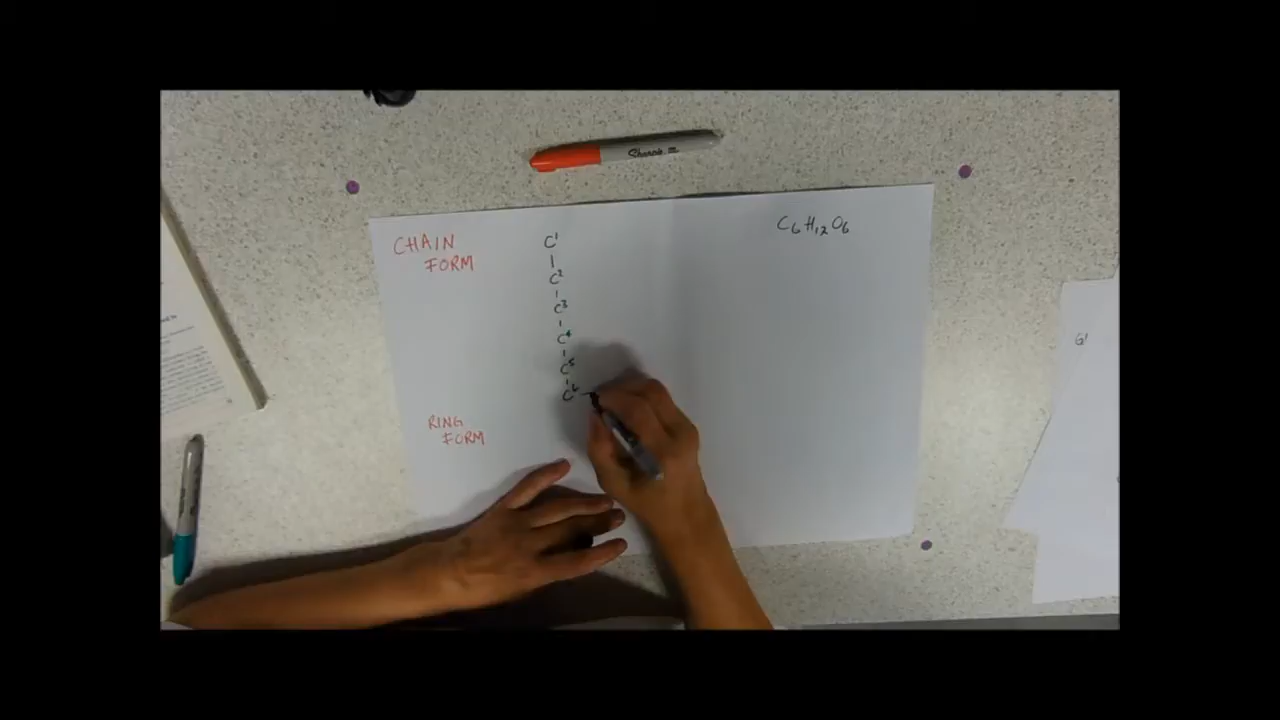 Sharpie
CHAIN
FORM
C¹
C²
C³
C⁴
C⁵
C⁶
C₆H₁₂O₆
RING
FORM